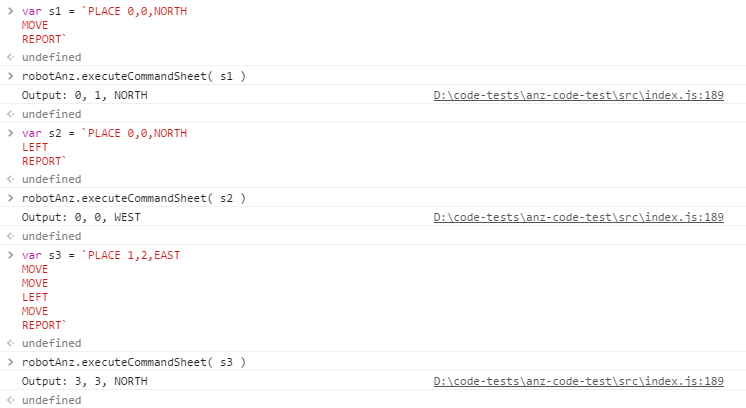 > var s1 = `PLACE 0,0,NORTH
MOVE
REPORT`
<· undefined
> robotAnz.executeCommandSheet( s1 )
Output: 0, 1, NORTH D:\code-tests\anz-code-test\src\index.js:189
<· undefined
> var s2 = `PLACE 0,0,NORTH
LEFT
REPORT`
<· undefined
> robotAnz.executeCommandSheet( s2 )
Output: 0, 0, WEST D:\code-tests\anz-code-test\src\index.js:189
<· undefined
> var s3 = `PLACE 1,2,EAST
MOVE
MOVE
LEFT
MOVE
REPORT`
<· undefined
> robotAnz.executeCommandSheet( s3 )
Output: 3, 3, NORTH D:\code-tests\anz-code-test\src\index.js:189
<· undefined